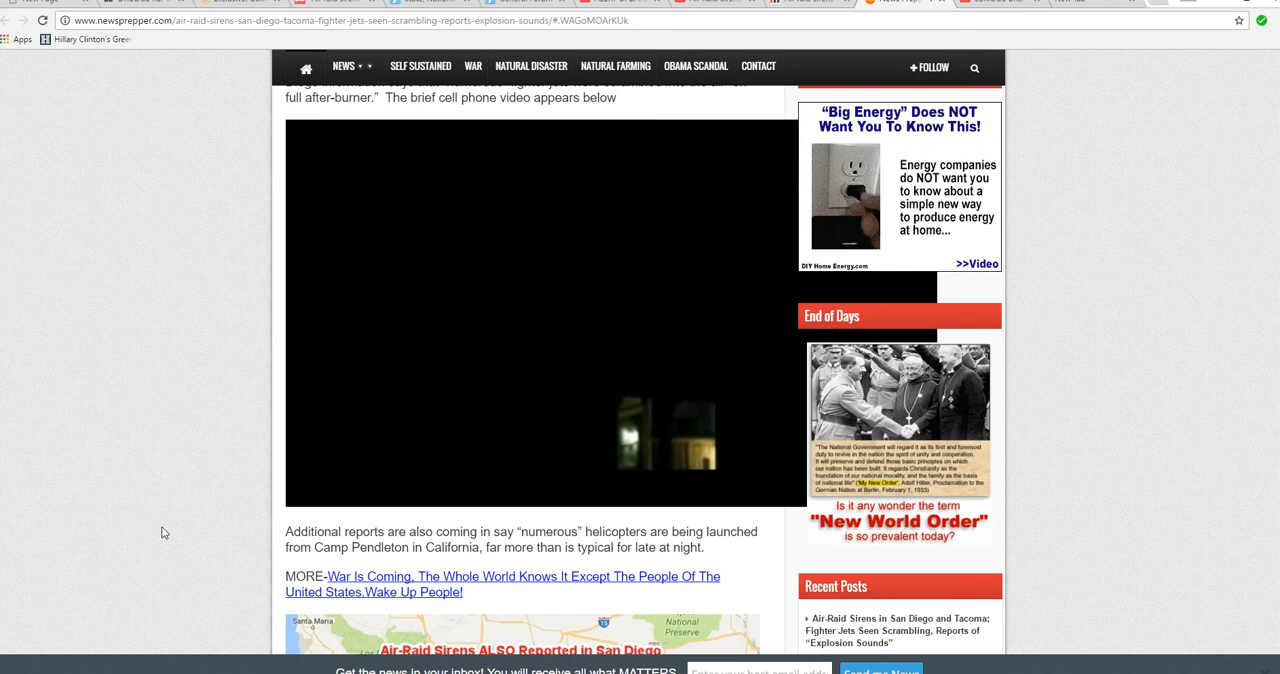 www.newsprepper.com/air-raid-sirens-san-diego-tacoma-fighter-jets-seen-scrambling-reports-explosion-sounds/#.WAGoMOArKUk
Apps Hillary Clinton's Gree
NEWS SELF SUSTAINED WAR NATURAL DISASTER NATURAL FARMING OBAMA SCANDAL CONTACT + FOLLOW
full after-burner.” The brief cell phone video appears below
“Big Energy” Does NOT
Want You To Know This!
Energy companies
do NOT want you
to know about a
simple new way
to produce energy
at home...
DIY Home Energy.com >>Video
End of Days
"The National Government will regard it as its first and foremost
duty to revive in the nation the spirit of unity and cooperation.
It will preserve and defend those basic principles on which
our nation has been built. It regards Christianity as the
foundation of our national morality, and the family as the basis
of national life" ('My New Order', Adolf Hitler, Proclamation to the
German Nation at Berlin, February 1, 1933)
Is it any wonder the term
"New World Order"
is so prevalent today?
Additional reports are also coming in say “numerous” helicopters are being launched
from Camp Pendleton in California, far more than is typical for late at night.
MORE-War Is Coming, The Whole World Knows It Except The People Of The
United States.Wake Up People!
Recent Posts
Air-Raid Sirens in San Diego and Tacoma;
Fighter Jets Seen Scrambling, Reports of
“Explosion Sounds”
Santa Maria
15
National
Preserve
Air-Raid Sirens ALSO Reported in San Diego
Get the news in your inbox! You will receive all what MATTERS
Enter your best email addr
Send me News